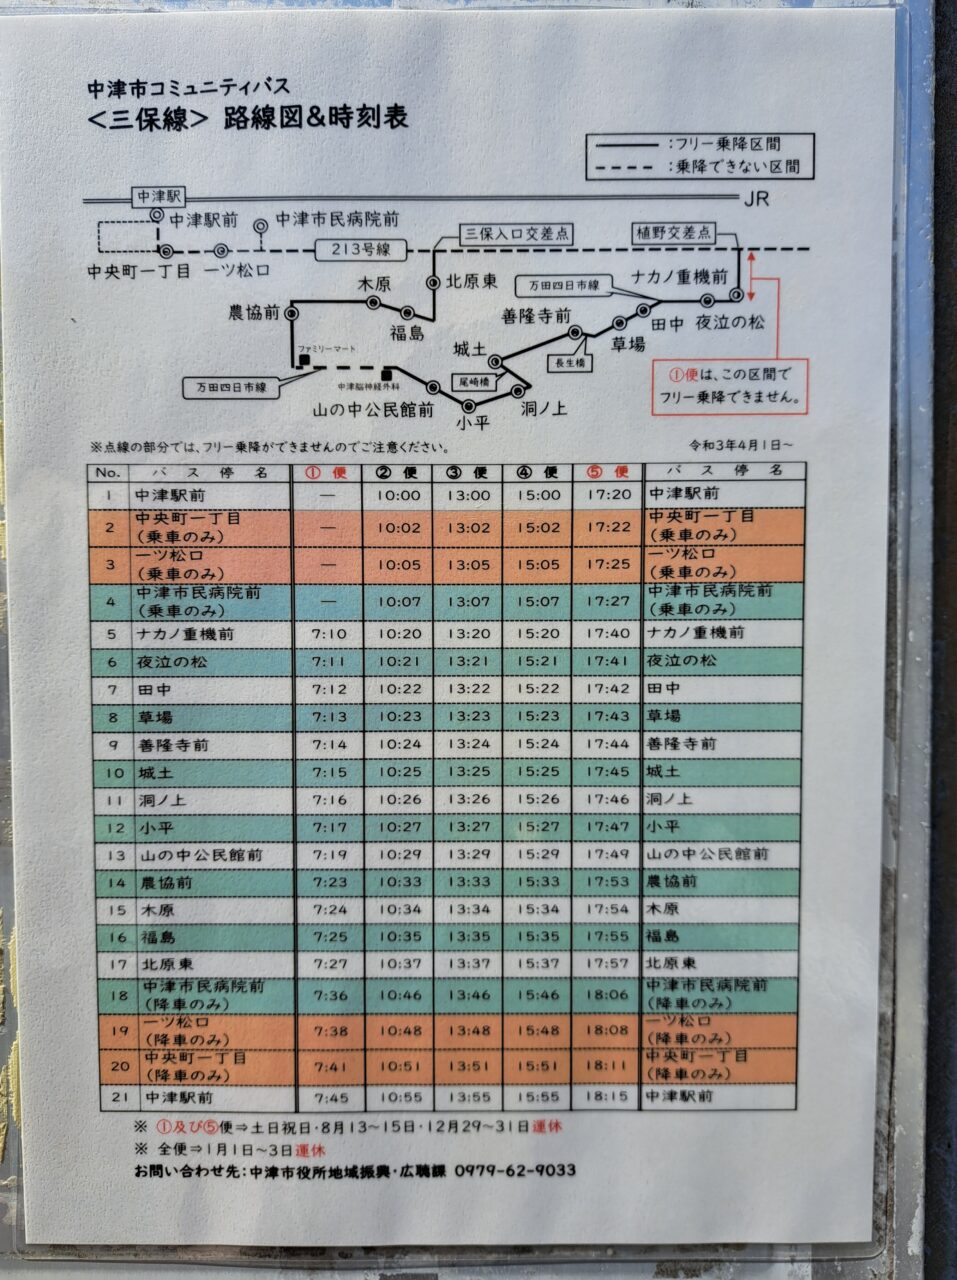 中津市コミュニティバス
<三保線> 路線図&時刻表
:フリー乗降区間
:乗降できない区間
中津駅
JR
中津駅前
中津市民病院前
三保入口交差点
植野交差点
213号線
中央町一丁目
一ツ松口
木原
北原東
万田四日市線
ナカノ重機前
農協前
福島
善隆寺前
田中
夜泣の松
草場
ファミリーマート
城土
長生橋
①便は、この区間で
フリー乗降できません。
万田四日市線
中津脳神経外科
尾崎橋
山の中公民館前
洞ノ上
小平
※点線の部分では、フリー乗降ができませんのでご注意ください。
令和3年4月1日~
No. バス停名 ①便 ②便 ③便 ④便 ⑤便 バス停名
1 中津駅前 — 10:00 13:00 15:00 17:20 中津駅前
2 中央町一丁目(乗車のみ) — 10:02 13:02 15:02 17:22 中央町一丁目(乗車のみ)
3 一ツ松口(乗車のみ) — 10:05 13:05 15:05 17:25 一ツ松口(乗車のみ)
4 中津市民病院前(乗車のみ) — 10:07 13:07 15:07 17:27 中津市民病院前(乗車のみ)
5 ナカノ重機前 7:10 10:20 13:20 15:20 17:40 ナカノ重機前
6 夜泣の松 7:11 10:21 13:21 15:21 17:41 夜泣の松
7 田中 7:12 10:22 13:22 15:22 17:42 田中
8 草場 7:13 10:23 13:23 15:23 17:43 草場
9 善隆寺前 7:14 10:24 13:24 15:24 17:44 善隆寺前
10 城土 7:15 10:25 13:25 15:25 17:45 城土
11 洞ノ上 7:16 10:26 13:26 15:26 17:46 洞ノ上
12 小平 7:17 10:27 13:27 15:27 17:47 小平
13 山の中公民館前 7:19 10:29 13:29 15:29 17:49 山の中公民館前
14 農協前 7:23 10:33 13:33 15:33 17:53 農協前
15 木原 7:24 10:34 13:34 15:34 17:54 木原
16 福島 7:25 10:35 13:35 15:35 17:55 福島
17 北原東 7:27 10:37 13:37 15:37 17:57 北原東
18 中津市民病院前(降車のみ) 7:36 10:46 13:46 15:46 18:06 中津市民病院前(降車のみ)
19 一ツ松口(降車のみ) 7:38 10:48 13:48 15:48 18:08 一ツ松口(降車のみ)
20 中央町一丁目(降車のみ) 7:41 10:51 13:51 15:51 18:11 中央町一丁目(降車のみ)
21 中津駅前 7:45 10:55 13:55 15:55 18:15 中津駅前
※ ①及び⑤便⇒土日祝日・8月13~15日・12月29~31日運休
※ 全便⇒1月1日~3日運休
お問い合わせ先:中津市役所地域振興・広聴課 0979-62-9033